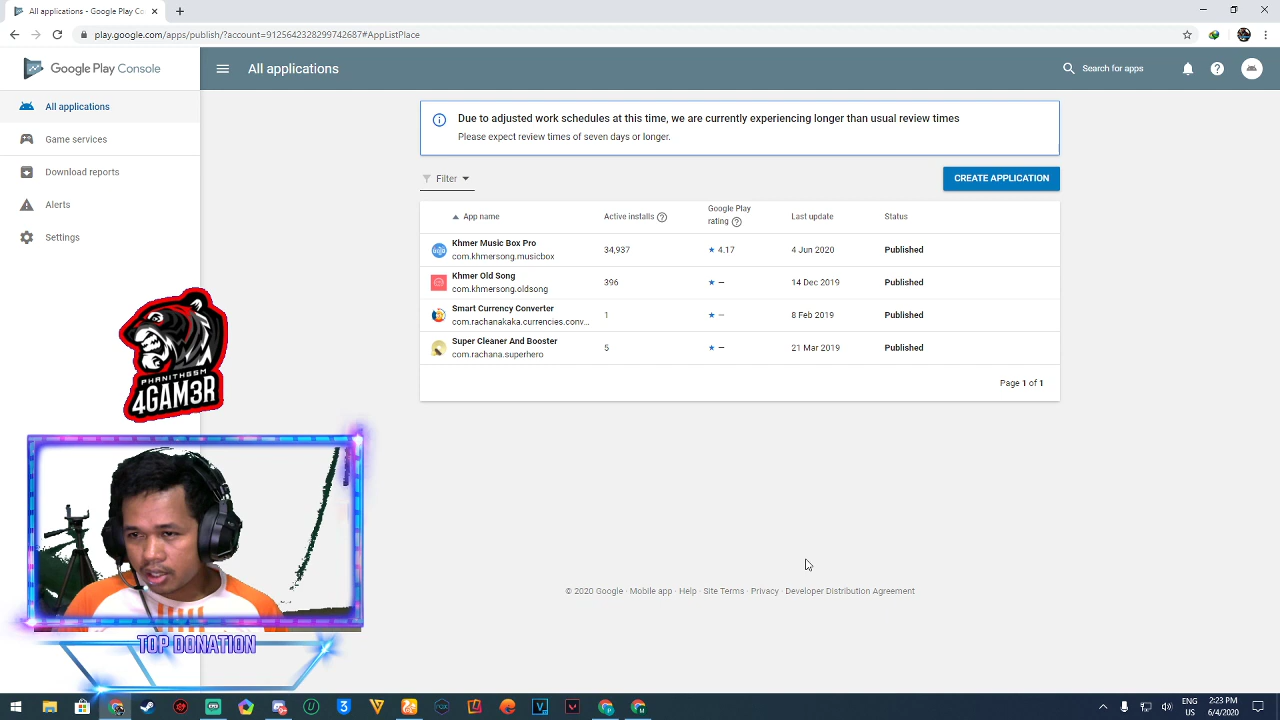 All applications - Google Play Con
play.google.com/apps/publish/?account=9125642328299742687#AppListPlace
Google Play Console
All applications
Search for apps
All applications
Game services
Download reports
Alerts
Settings
Due to adjusted work schedules at this time, we are currently experiencing longer than usual review times
Please expect review times of seven days or longer.
Filter
CREATE APPLICATION
App name
Active installs
Google Play
rating
Last update
Status
Khmer Music Box Pro
com.khmersong.musicbox
34,937
4.17
4 Jun 2020
Published
Khmer Old Song
com.khmersong.oldsong
396
–
14 Dec 2019
Published
Smart Currency Converter
com.rachanakaka.currencies.conv...
1
–
8 Feb 2019
Published
Super Cleaner And Booster
com.rachana.superhero
5
–
21 Mar 2019
Published
Page 1 of 1
PHANITHGSM
4GAM3R
TOP DONATION
© 2020 Google · Mobile app · Help · Site Terms · Privacy · Developer Distribution Agreement
ENG
US
2:23 PM
6/4/2020